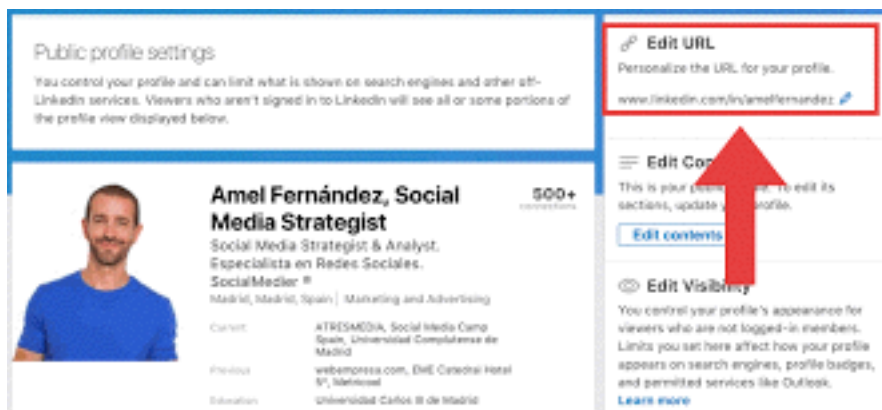 Public profile settings
You control your profile and can limit what is shown on search engines and other off-
LinkedIn services. Viewers who aren't signed in to LinkedIn will see all or some portions of
the profile view displayed below.
Amel Fernández, Social
Media Strategist
500+
connections
Social Media Strategist & Analyst.
Especialista en Redes Sociales.
SocialMedier ®
Madrid, Madrid, Spain | Marketing and Advertising
Current ATRESMEDIA, Social Media Camp
Spain, Universidad Complutense de
Madrid
Previous webempresa.com, EME Catedral Hotel
5*, Metricool
Education Universidad Carlos III de Madrid
Edit URL
Personalize the URL for your profile.
www.linkedin.com/in/amelfernandez
Edit Con
This is your pu e. To edit its
sections, update y rofile.
Edit contents
Edit Visibility
You control your profile's appearance for
viewers who are not logged-in members.
Limits you set here affect how your profile
appears on search engines, profile badges,
and permitted services like Outlook.
Learn more